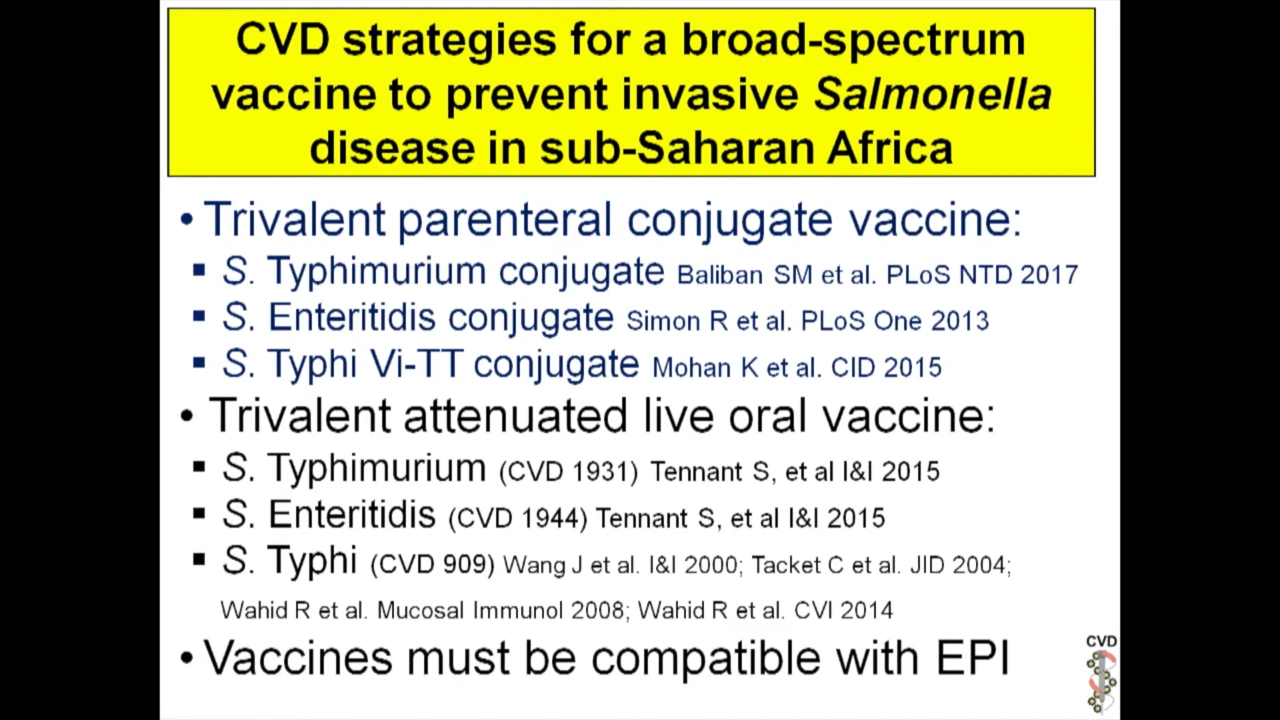 CVD strategies for a broad-spectrum
vaccine to prevent invasive Salmonella
disease in sub-Saharan Africa
• Trivalent parenteral conjugate vaccine:
▪ S. Typhimurium conjugate Baliban SM et al. PLoS NTD 2017
▪ S. Enteritidis conjugate Simon R et al. PLoS One 2013
▪ S. Typhi Vi-TT conjugate Mohan K et al. CID 2015
• Trivalent attenuated live oral vaccine:
▪ S. Typhimurium (CVD 1931) Tennant S, et al I&I 2015
▪ S. Enteritidis (CVD 1944) Tennant S, et al I&I 2015
▪ S. Typhi (CVD 909) Wang J et al. I&I 2000; Tacket C et al. JID 2004;
Wahid R et al. Mucosal Immunol 2008; Wahid R et al. CVI 2014
• Vaccines must be compatible with EPI
CVD